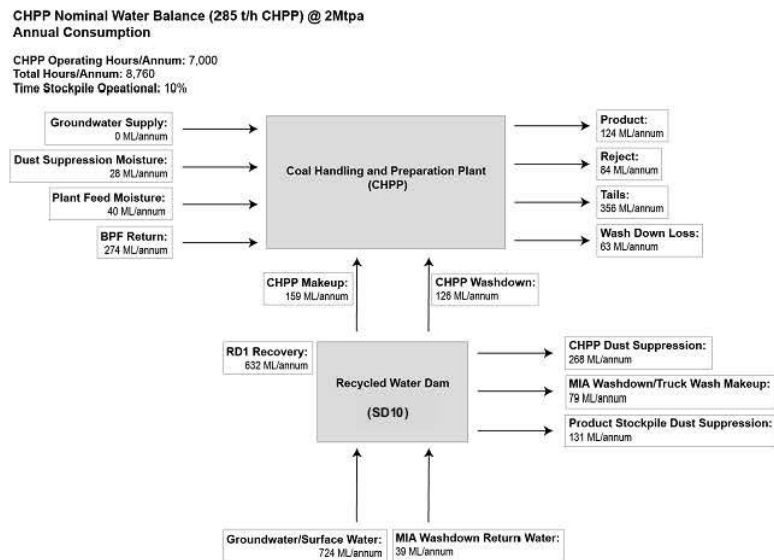 CHPP Nominal Water Balance (285 t/h CHPP) @ 2Mtpa
Annual Consumption
CHPP Operating Hours/Annum: 7,000
Total Hours/Annum: 8,760
Time Stockpile Opeational: 10%
Groundwater Supply:
0 ML/annum
Dust Suppression Moisture:
28 ML/annum
Plant Feed Moisture:
40 ML/annum
BPF Return:
274 ML/annum
Coal Handling and Preparation Plant
(CHPP)
Product:
124 ML/annum
Reject:
84 ML/annum
Tails:
356 ML/annum
Wash Down Loss:
63 ML/annum
CHPP Makeup:
159 ML/annum
CHPP Washdown:
126 ML/annum
RD1 Recovery:
632 ML/annum
Recycled Water Dam
(SD10)
CHPP Dust Suppression:
268 ML/annum
MIA Washdown/Truck Wash Makeup:
79 ML/annum
Product Stockpile Dust Suppression:
131 ML/annum
Groundwater/Surface Water:
724 ML/annum
MIA Washdown Return Water:
39 ML/annum